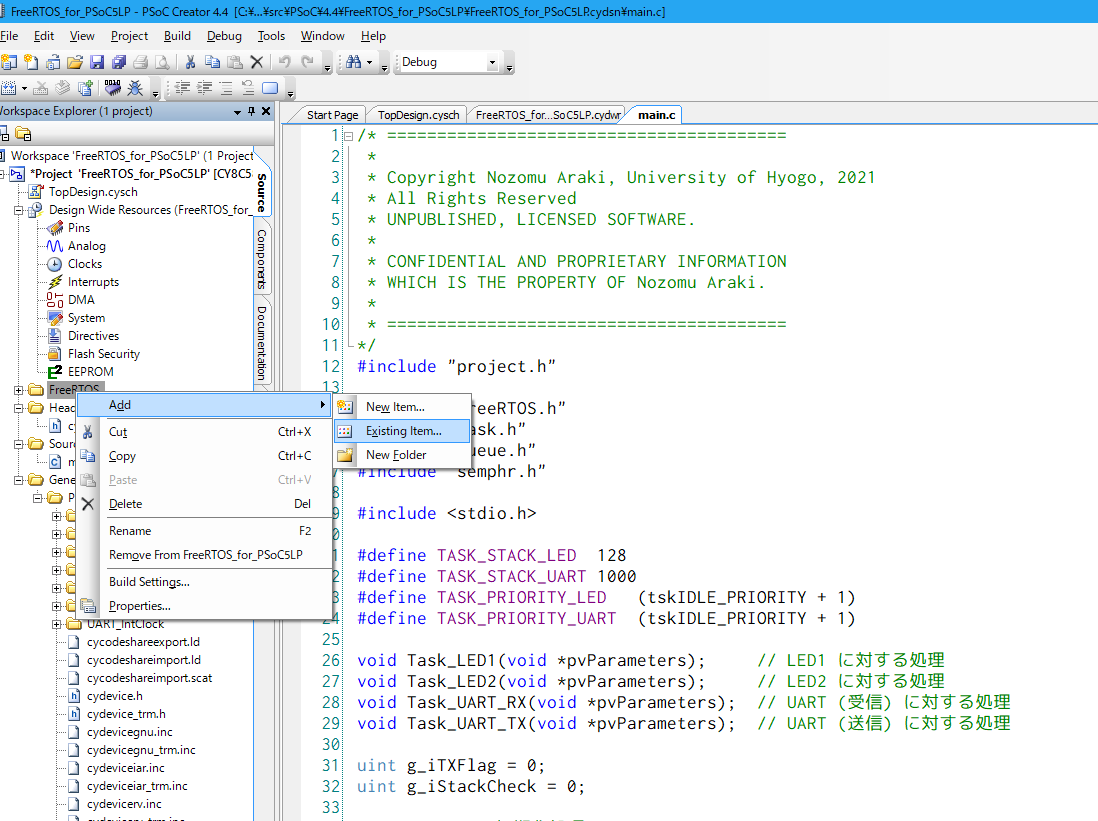 FreeRTOS_for_PSoC5LP - PSoC Creator 4.4 [C:¥...¥src¥PSoC¥4.4¥FreeRTOS_for_PSoC5LP¥FreeRTOS_for_PSoC5LP.cydsn¥main.c]
File Edit View Project Build Debug Tools Window Help
Debug
Workspace Explorer (1 project)
Start Page TopDesign.cysch FreeRTOS_for...SoC5LP.cydwr main.c
Workspace 'FreeRTOS_for_PSoC5LP' (1 Project
*Project 'FreeRTOS_for_PSoC5LP' [CY8C5
TopDesign.cysch
Design Wide Resources (FreeRTOS_for_
Pins
Analog
Clocks
Interrupts
DMA
System
Directives
Flash Security
EEPROM
FreeRTOS
Head
c
Sour
m
Gene
P
UART_IntClock
cycodeshareexport.ld
cycodeshareimport.ld
cycodeshareimport.scat
cydevice.h
cydevice_trm.h
cydevicegnu.inc
cydevicegnu_trm.inc
cydeviceiar.inc
cydeviceiar_trm.inc
cydevicerv.inc
Source
Components
Documentation
Add
Cut Ctrl+X
Copy Ctrl+C
Paste Ctrl+V
Delete Del
Rename F2
Remove From FreeRTOS_for_PSoC5LP
Build Settings...
Properties...
New Item...
Existing Item...
New Folder
1 /* ========================================
2 *
3 * Copyright Nozomu Araki, University of Hyogo, 2021
4 * All Rights Reserved
5 * UNPUBLISHED, LICENSED SOFTWARE.
6 *
7 * CONFIDENTIAL AND PROPRIETARY INFORMATION
8 * WHICH IS THE PROPERTY OF Nozomu Araki.
9 *
10 * ========================================
11 */
12 #include "project.h"
13
reeRTOS.h"
ask.h"
ueue.h"
#include "semphr.h"
8
9 #include <stdio.h>
0
1 #define TASK_STACK_LED 128
2 #define TASK_STACK_UART 1000
#define TASK_PRIORITY_LED (tskIDLE_PRIORITY + 1)
24 #define TASK_PRIORITY_UART (tskIDLE_PRIORITY + 1)
25
26 void Task_LED1(void *pvParameters); // LED1 に対する処理
27 void Task_LED2(void *pvParameters); // LED2 に対する処理
28 void Task_UART_RX(void *pvParameters); // UART (受信) に対する処理
29 void Task_UART_TX(void *pvParameters); // UART (送信) に対する処理
30
31 uint g_iTXFlag = 0;
32 uint g_iStackCheck = 0;
33